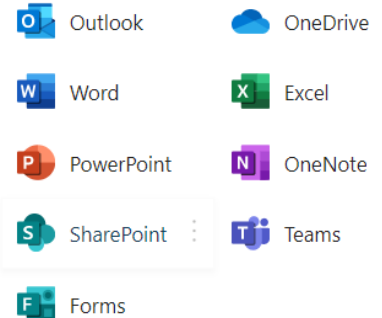 Outlook OneDrive
Word Excel
PowerPoint OneNote
SharePoint Teams
Forms